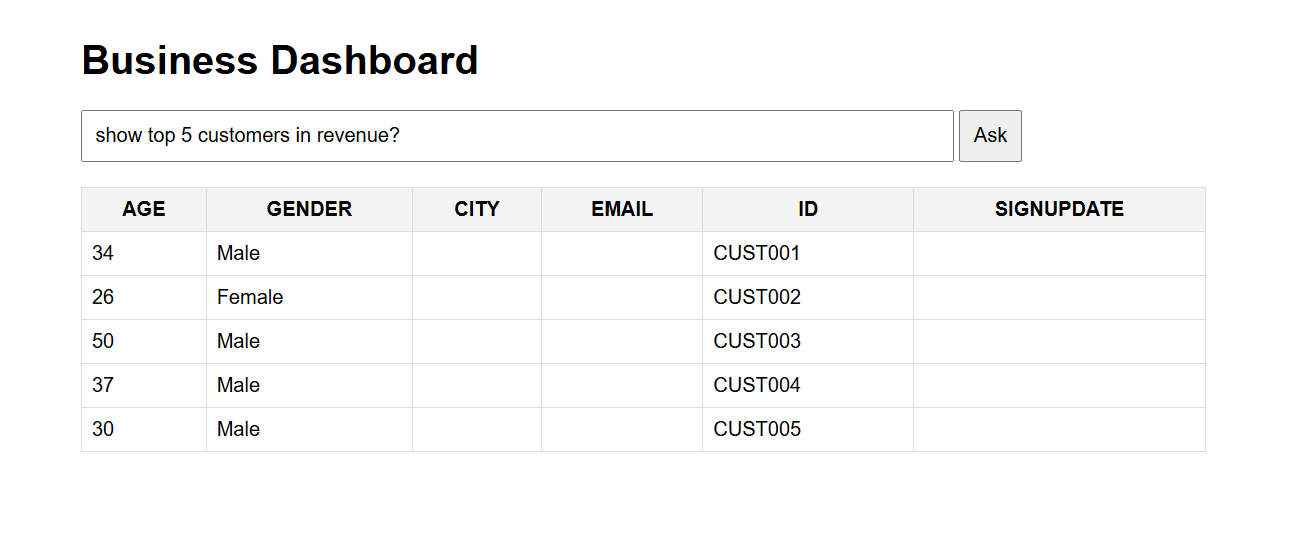 Business Dashboard
show top 5 customers in revenue? Ask
AGE GENDER CITY EMAIL ID SIGNUPDATE
34 Male CUST001
26 Female CUST002
50 Male CUST003
37 Male CUST004
30 Male CUST005